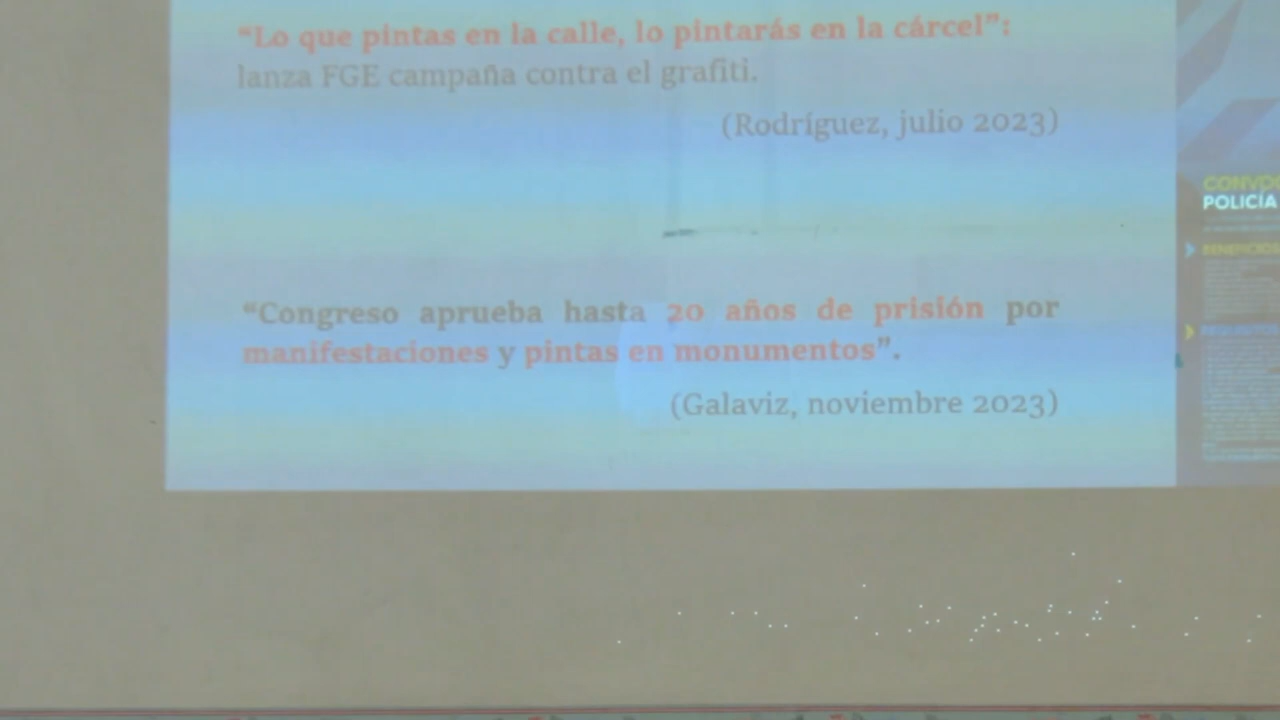 “Lo que pintas en la calle, lo pintarás en la cárcel”:
lanza FGE campaña contra el grafiti.
(Rodríguez, julio 2023)
“Congreso aprueba hasta 20 años de prisión por
manifestaciones y pintas en monumentos”.
(Galaviz, noviembre 2023)
POLICÍA